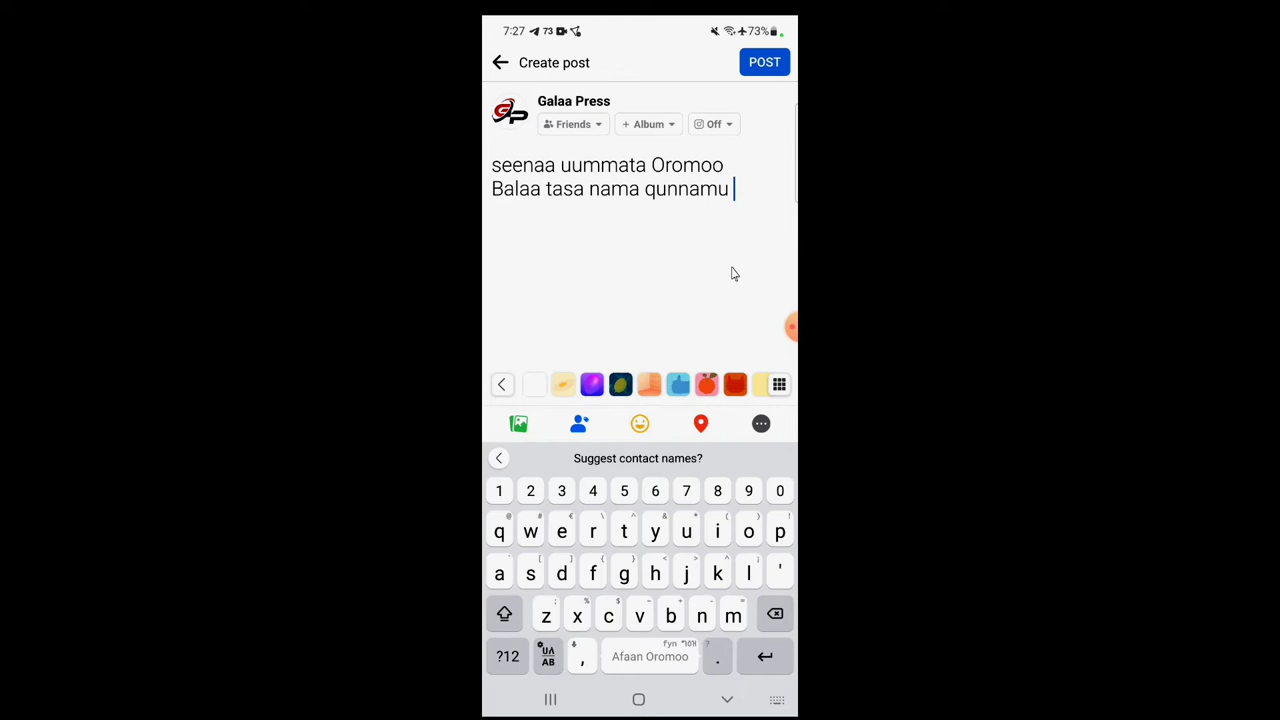 7:27 73 73%
Create post POST
GP Galaa Press
Friends + Album Off
seenaa uummata Oromoo
Balaa tasa nama qunnamu
Suggest contact names?
1 2 3 4 5 6 7 8 9 0
q w e r t y u i o p
a s d f g h j k l '
z x c v b n m
?12 , Afaan Oromoo .